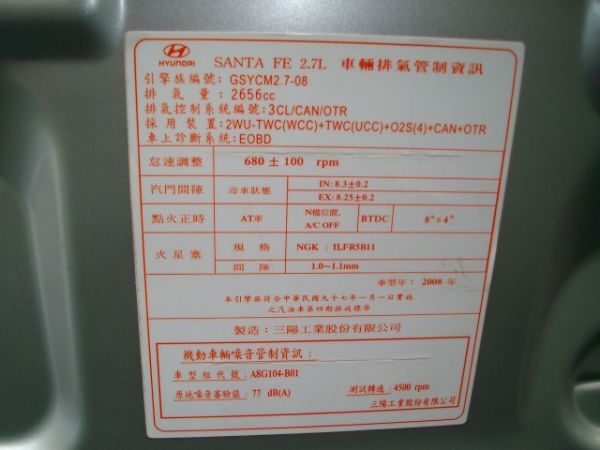 HYUNDAI SANTA FE 2.7L 車輛排氣管制資訊
引擎族編號: GSYCM2.7-08
排氣量: 2656cc
排氣控制系統編號: 3CL/CAN/OTR
採用裝置: 2WU-TWC(WCC)+TWC(UCC)+O2S(4)+CAN+OTR
車上診斷系統: EOBD
怠速調整 680 ± 100 rpm
汽門間隙 冷車狀態 IN: 8.3±0.2
EX: 8.25±0.2
點火正時 AT車 N檔位置, A/C OFF BTDC 8°±4°
火星塞 規格 NGK : ILFR5B11
間隙 1.0~1.1mm
車型年: 2008 年
本引擎族符合中華民國九十七年一月一日實施
之汽油車第四期排放標準
製造: 三陽工業股份有限公司
機動車輛噪音管制資訊:
車型組代號: A8G104-B01
原地噪音審驗值: 77 dB(A) 測試轉速: 4500 rpm
三陽工業股份有限公司